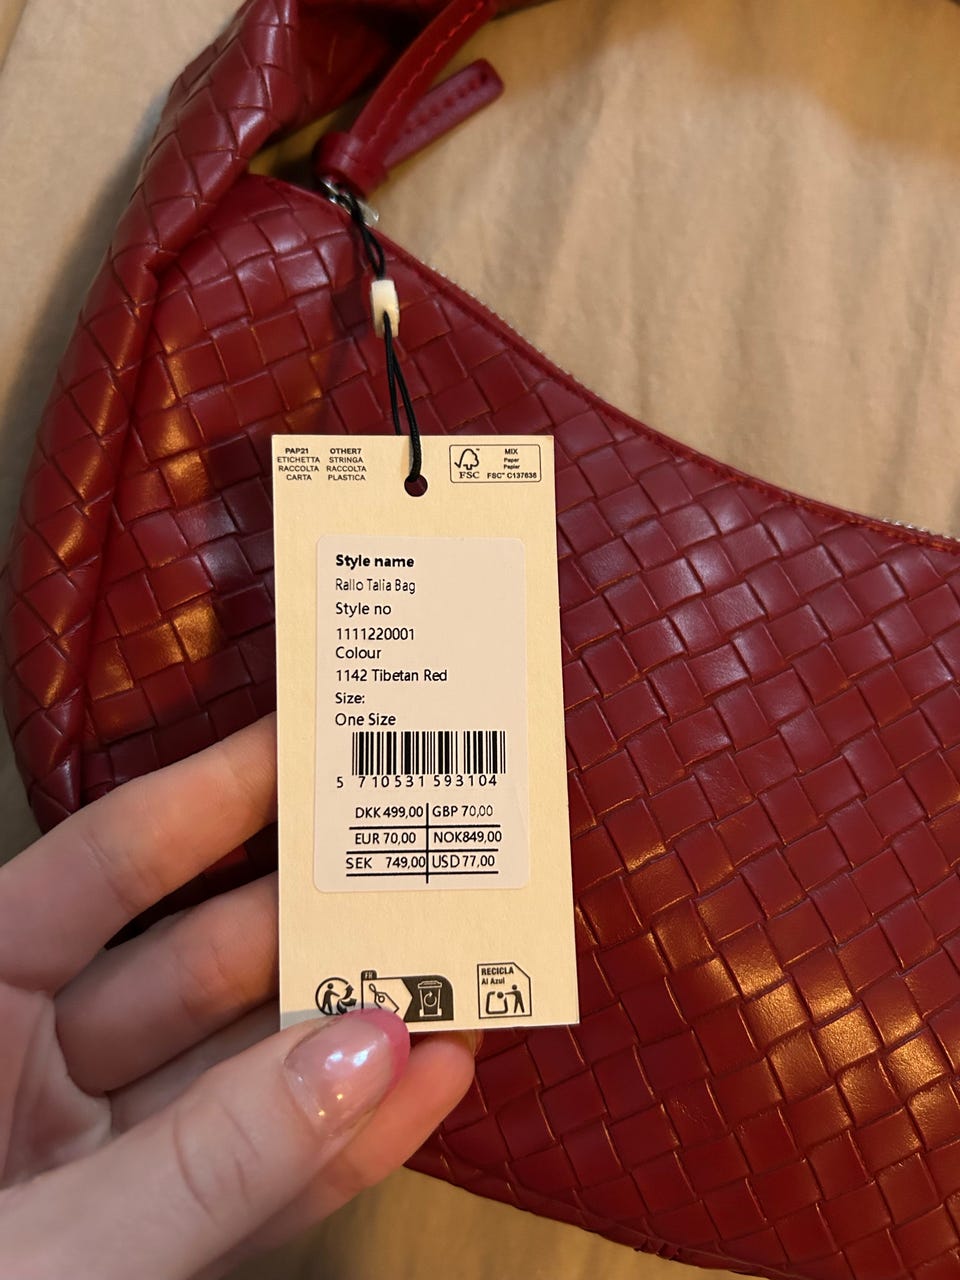 PAP21 OTHER7
ETICHETTA STRINGA
RACCOLTA RACCOLTA
CARTA PLASTICA
FSC
MIX
Paper
Papier
FSC™ C137638
Style name
Rallo Talia Bag
Style no
1111220001
Colour
1142 Tibetan Red
Size:
One Size
5 710531 593104
DKK 499,00 GBP 70,00
EUR 70,00 NOK849,00
SEK 749,00 USD 77,00
FR
RECICLA
Al Azul